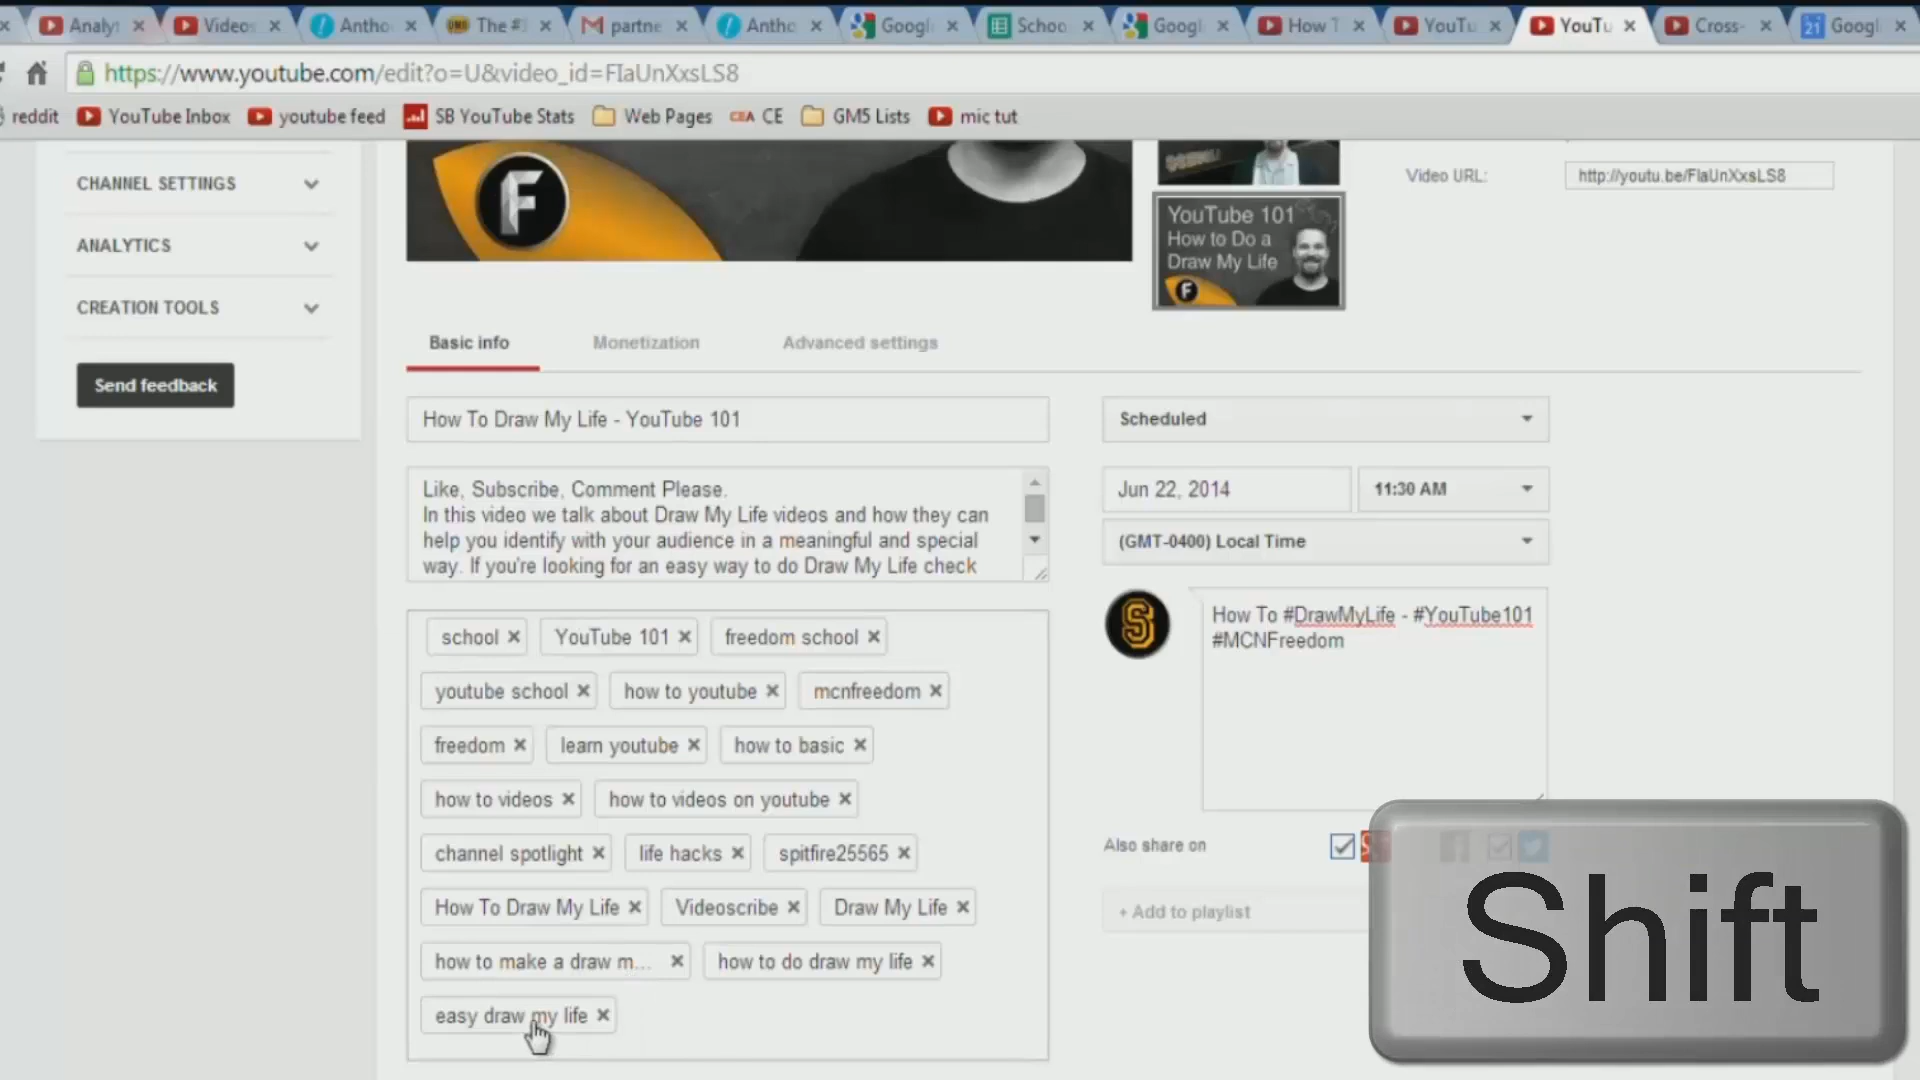 Analyt Videos Antho The #1 partne Antho Googl Schoo Googl How T YouTu YouTu Cross- 21 Googl
https://www.youtube.com/edit?o=U&video_id=FIaUnXxsLS8
reddit YouTube Inbox youtube feed SB YouTube Stats Web Pages CEA CE GM5 Lists mic tut
CHANNEL SETTINGS
ANALYTICS
CREATION TOOLS
Send feedback
F
Video URL: http://youtu.be/FIaUnXxsLS8
YouTube 101
How to Do a
Draw My Life
F
Basic info Monetization Advanced settings
How To Draw My Life - YouTube 101
Like, Subscribe, Comment Please.
In this video we talk about Draw My Life videos and how they can
help you identify with your audience in a meaningful and special
way. If you're looking for an easy way to do Draw My Life check
school YouTube 101 freedom school
youtube school how to youtube mcnfreedom
freedom learn youtube how to basic
how to videos how to videos on youtube
channel spotlight life hacks spitfire25565
How To Draw My Life Videoscribe Draw My Life
how to make a draw m... how to do draw my life
easy draw my life
Scheduled
Jun 22, 2014 11:30 AM
(GMT-0400) Local Time
S
How To #DrawMyLife - #YouTube101
#MCNFreedom
Also share on
+ Add to playlist
Shift